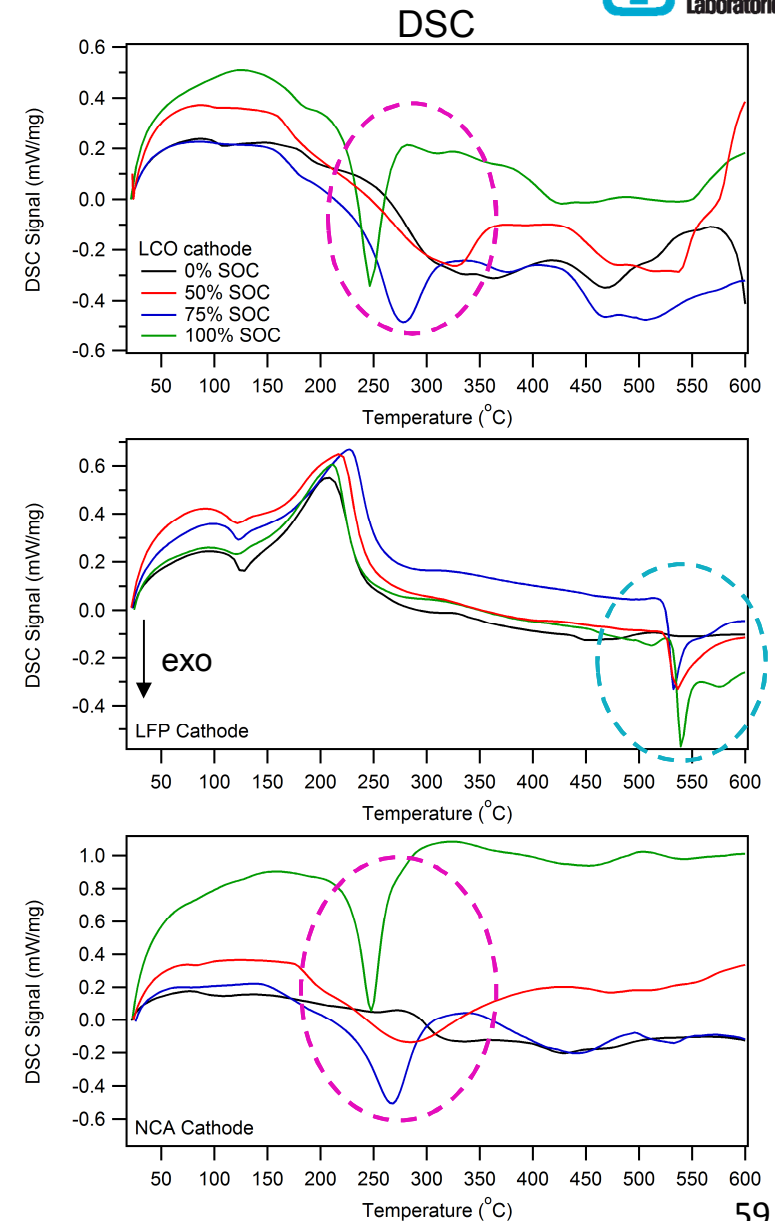 Laboratories
DSC
0.6
0.4
0.2
0.0
-0.2
-0.4
-0.6
DSC Signal (mW/mg)
LCO cathode
0% SOC
50% SOC
75% SOC
100% SOC
50 100 150 200 250 300 350 400 450 500 550 600
Temperature (°C)
0.6
0.4
0.2
0.0
-0.2
-0.4
DSC Signal (mW/mg)
exo
LFP Cathode
50 100 150 200 250 300 350 400 450 500 550 600
Temperature (°C)
1.0
0.8
0.6
0.4
0.2
0.0
-0.2
-0.4
-0.6
DSC Signal (mW/mg)
NCA Cathode
50 100 150 200 250 300 350 400 450 500 550 600
Temperature (°C)
59